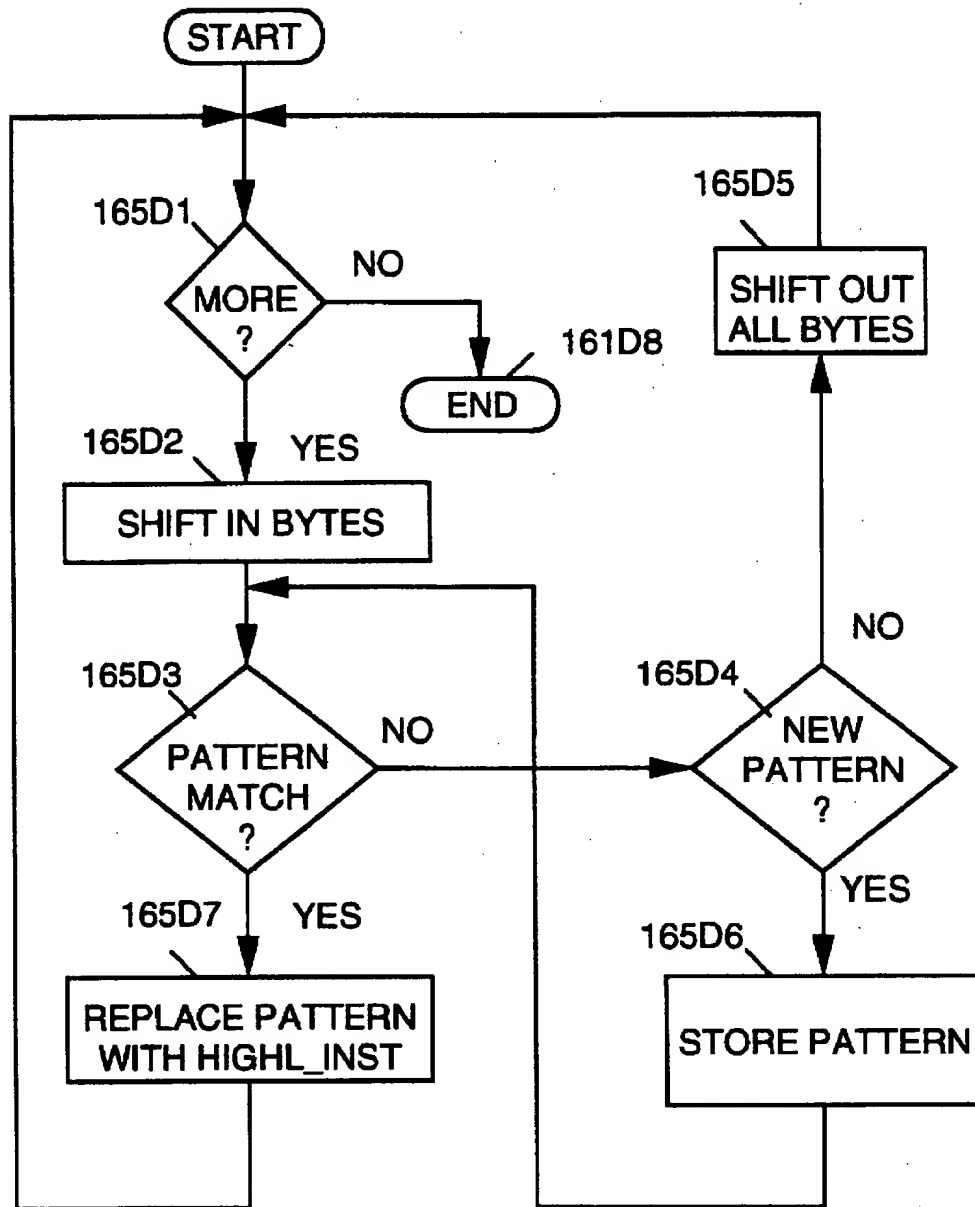 START
165D1
MORE
?
NO
161D8
END
165D5
SHIFT OUT
ALL BYTES
165D2
YES
SHIFT IN BYTES
165D3
PATTERN
MATCH
?
NO
165D4
NEW
PATTERN
?
NO
YES
165D7
YES
REPLACE PATTERN
WITH HIGHL_INST
165D6
STORE PATTERN